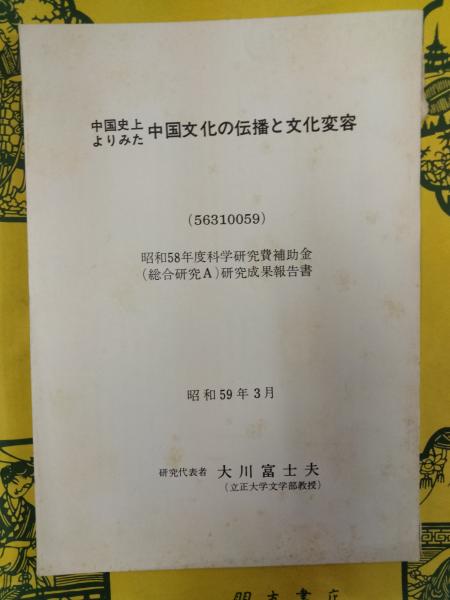 中国史上
よりみた 中国文化の伝播と文化変容
(56310059)
昭和58年度科学研究費補助金
(総合研究A)研究成果報告書
昭和59年3月
研究代表者 大川富士夫
(立正大学文学部教授)